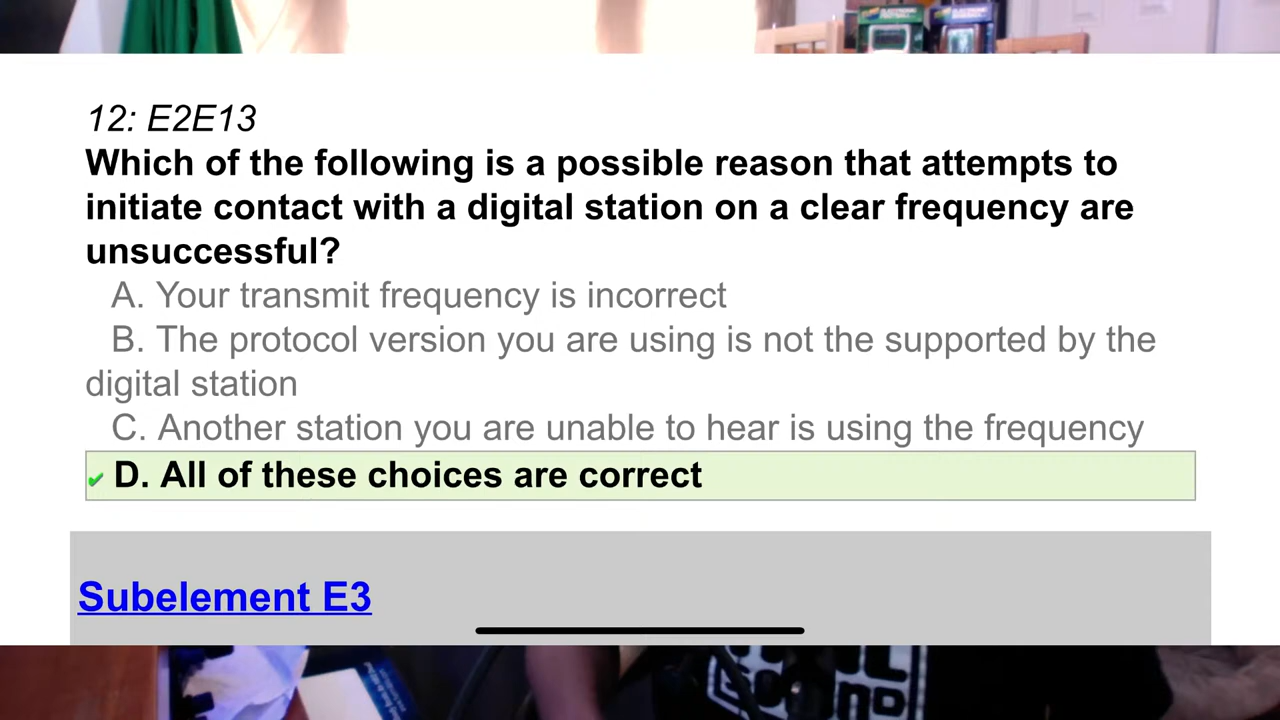 12: E2E13
Which of the following is a possible reason that attempts to
initiate contact with a digital station on a clear frequency are
unsuccessful?
A. Your transmit frequency is incorrect
B. The protocol version you are using is not the supported by the
digital station
C. Another station you are unable to hear is using the frequency
D. All of these choices are correct
Subelement E3